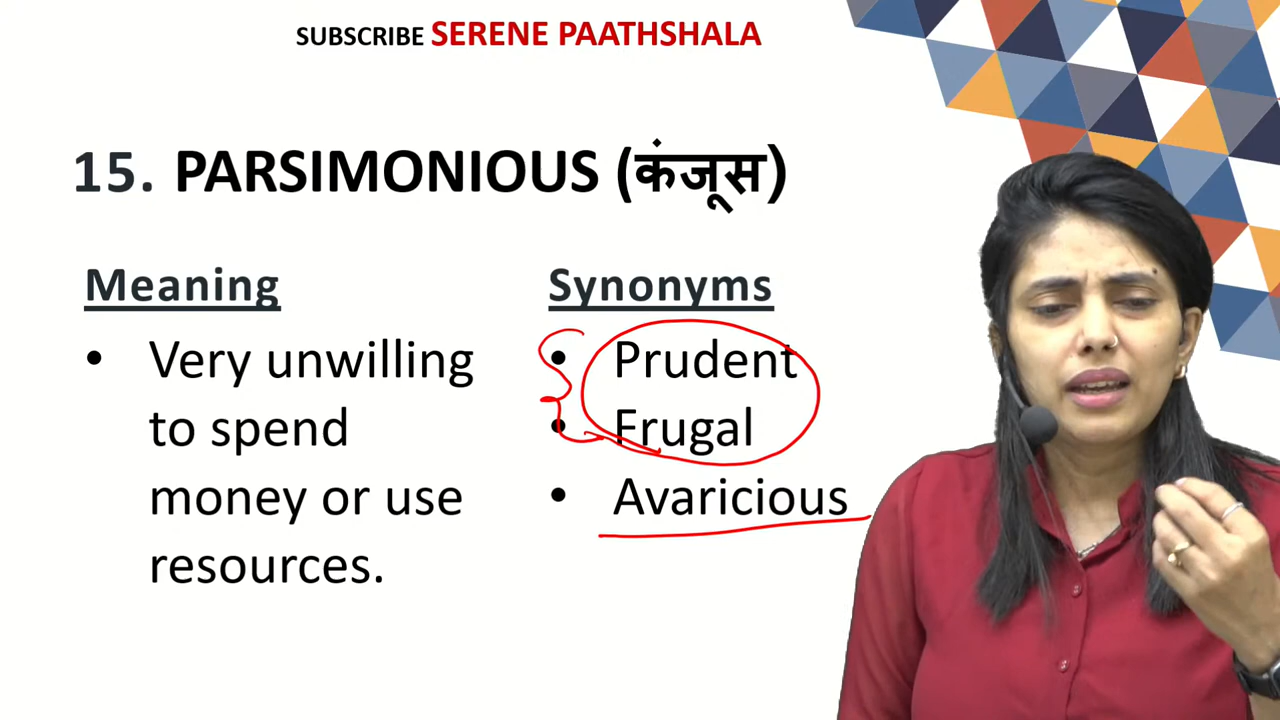 SUBSCRIBE SERENE PAATHSHALA
15. PARSIMONIOUS (कंजूस)
Meaning
• Very unwilling
to spend
money or use
resources.
Synonyms
• Prudent
• Frugal
• Avaricious